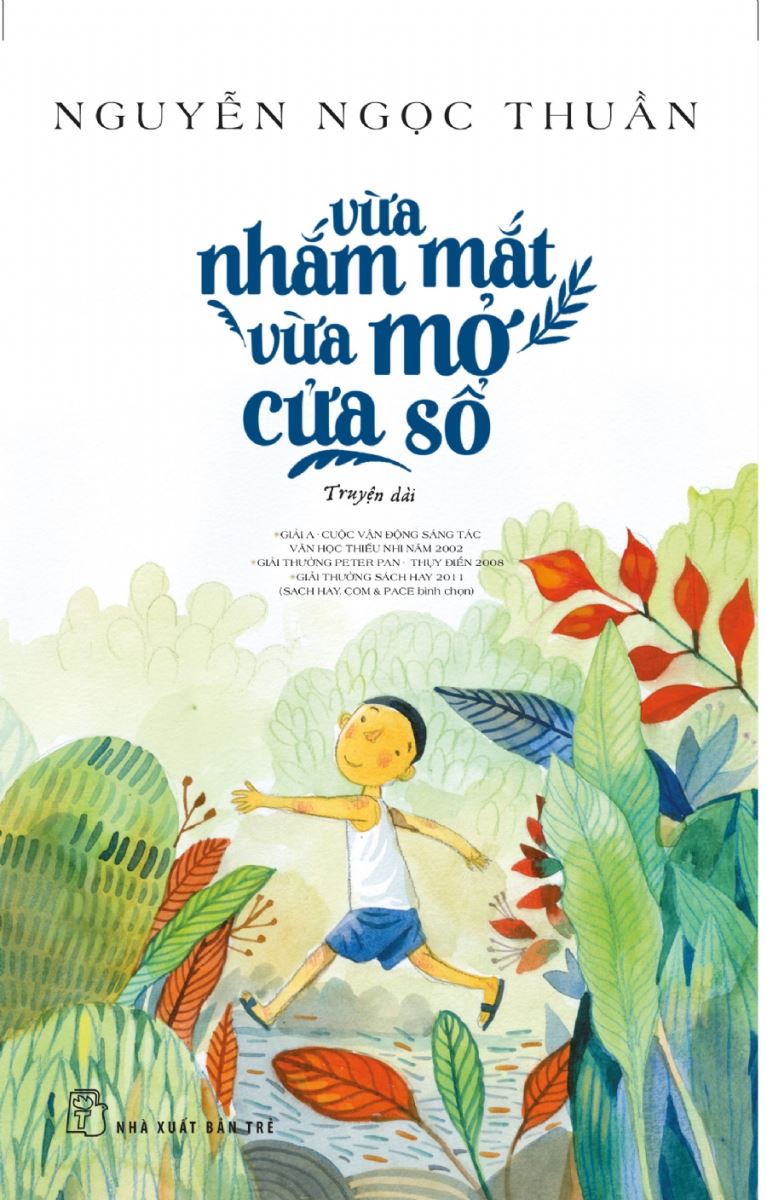 NGUYỄN NGỌC THUẦN
vừa
nhắm mắt
vừa mở
cửa sổ
Truyện dài
*GIẢI A · CUỘC VẬN ĐỘNG SÁNG TÁC
VĂN HỌC THIẾU NHI NĂM 2002
*GIẢI THƯỞNG PETER PAN · THỤY ĐIỂN 2008
*GIẢI THƯỞNG SÁCH HAY 2011
(SACH HAY. COM & PACE bình chọn)
NHÀ XUẤT BẢN TRẺ